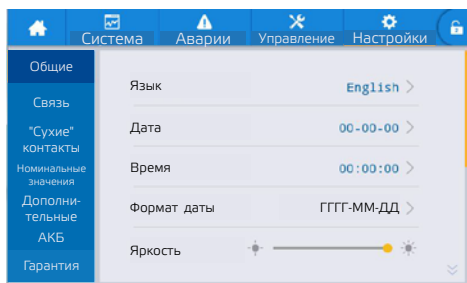 Система Аварии Управление Настройки
Общие
Связь
"Сухие"
контакты
Номинальные
значения
Дополни-
тельные
АКБ
Гарантия
Язык English >
Дата 00-00-00 >
Время 00:00:00 >
Формат даты ГГГГ-ММ-ДД >
Яркость